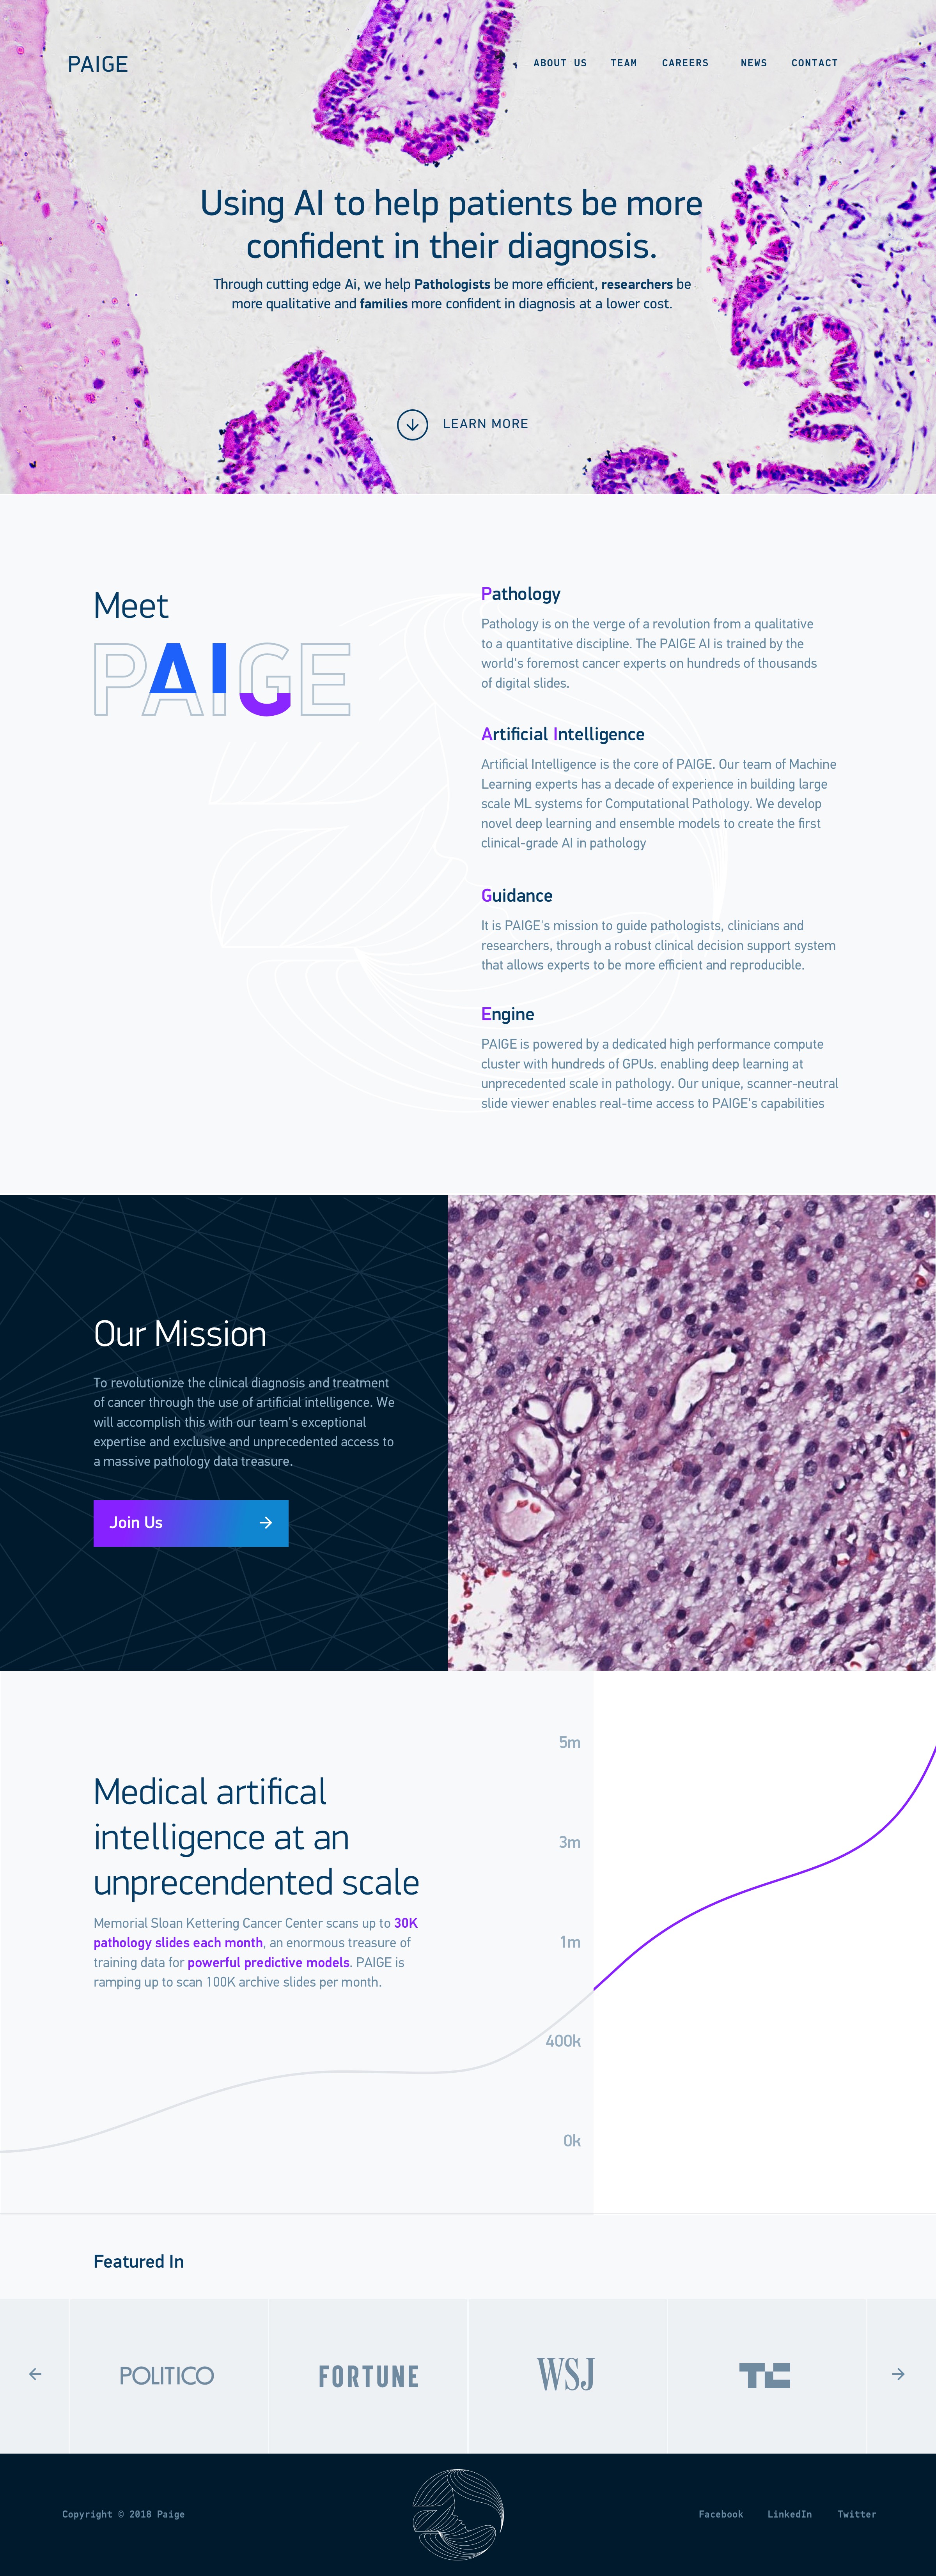 PAIGE
ABOUT US TEAM CAREERS NEWS CONTACT
Using AI to help patients be more
confident in their diagnosis.
Through cutting edge Ai, we help Pathologists be more efficient, researchers be
more qualitative and families more confident in diagnosis at a lower cost.
LEARN MORE
Meet
PAIGE
Pathology
Pathology is on the verge of a revolution from a qualitative
to a quantitative discipline. The PAIGE AI is trained by the
world's foremost cancer experts on hundreds of thousands
of digital slides.
Artificial Intelligence
Artificial Intelligence is the core of PAIGE. Our team of Machine
Learning experts has a decade of experience in building large
scale ML systems for Computational Pathology. We develop
novel deep learning and ensemble models to create the first
clinical-grade AI in pathology
Guidance
It is PAIGE's mission to guide pathologists, clinicians and
researchers, through a robust clinical decision support system
that allows experts to be more efficient and reproducible.
Engine
PAIGE is powered by a dedicated high performance compute
cluster with hundreds of GPUs. enabling deep learning at
unprecedented scale in pathology. Our unique, scanner-neutral
slide viewer enables real-time access to PAIGE's capabilities
Our Mission
To revolutionize the clinical diagnosis and treatment
of cancer through the use of artificial intelligence. We
will accomplish this with our team's exceptional
expertise and exclusive and unprecedented access to
a massive pathology data treasure.
Join Us
Medical artifical
intelligence at an
unprecendented scale
Memorial Sloan Kettering Cancer Center scans up to 30K
pathology slides each month, an enormous treasure of
training data for powerful predictive models. PAIGE is
ramping up to scan 100K archive slides per month.
5m
3m
1m
400k
0k
Featured In
POLITICO
FORTUNE
WSJ
TC
Copyright © 2018 Paige
Facebook LinkedIn Twitter